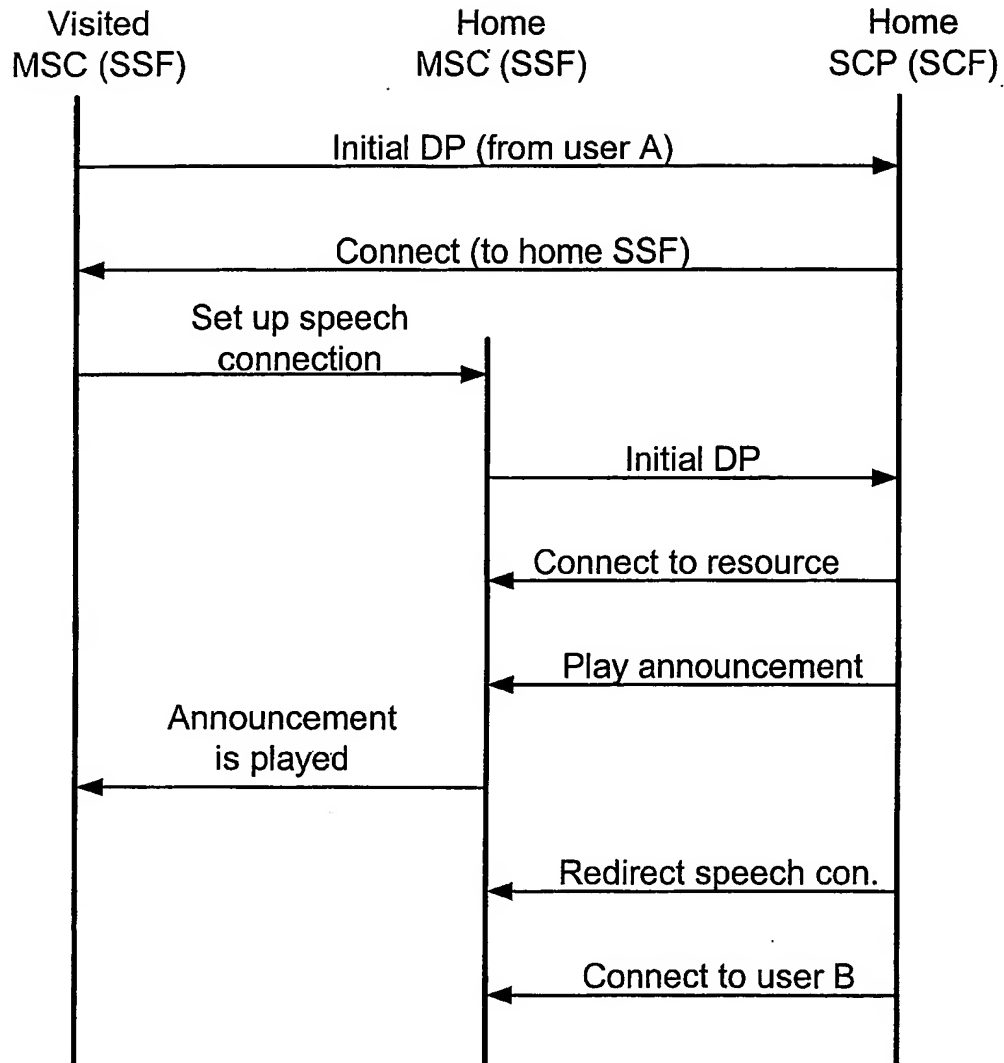 Visited
MSC (SSF)
Home
MSC (SSF)
Home
SCP (SCF)
Initial DP (from user A)
Connect (to home SSF)
Set up speech
connection
Initial DP
Connect to resource
Play announcement
Announcement
is played
Redirect speech con.
Connect to user B